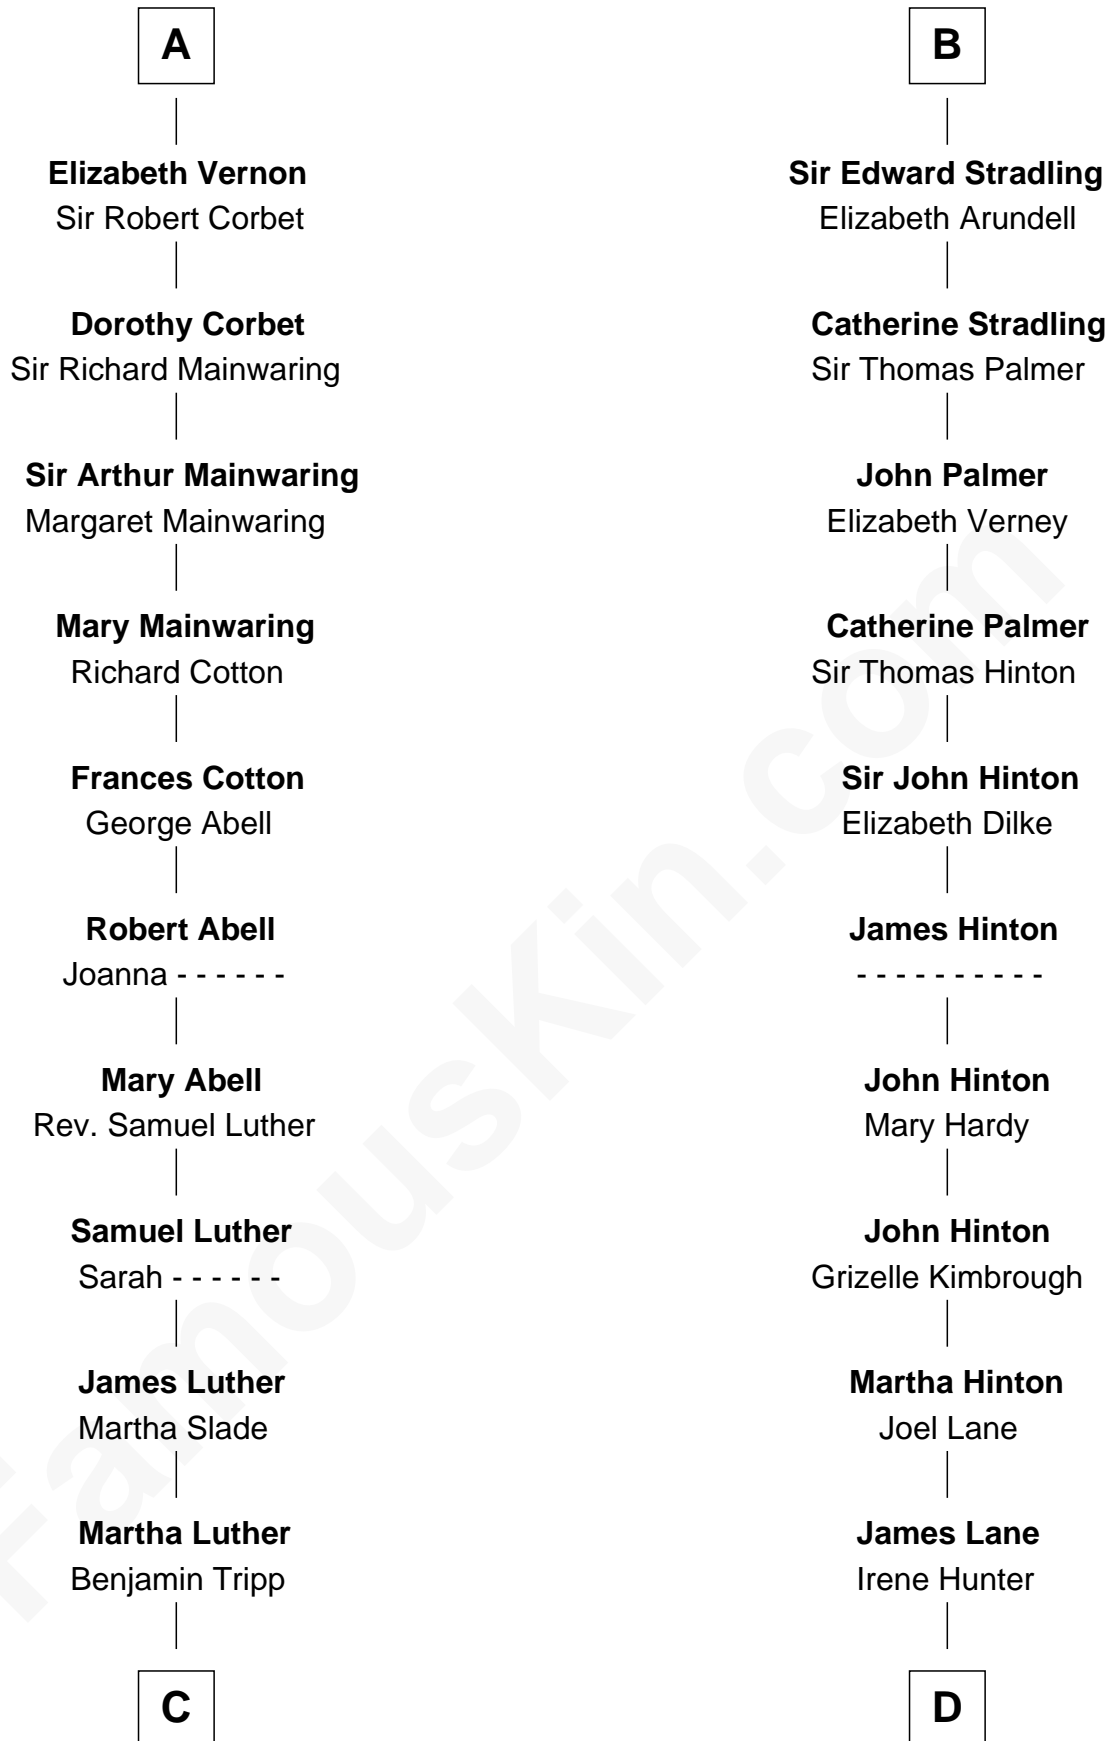 A
Elizabeth Vernon
Sir Robert Corbet
Dorothy Corbet
Sir Richard Mainwaring
Sir Arthur Mainwaring
Margaret Mainwaring
Mary Mainwaring
Richard Cotton
Frances Cotton
George Abell
Robert Abell
Joanna - - - - - -
Mary Abell
Rev. Samuel Luther
Samuel Luther
Sarah - - - - - -
James Luther
Martha Slade
Martha Luther
Benjamin Tripp
C
B
Sir Edward Stradling
Elizabeth Arundell
Catherine Stradling
Sir Thomas Palmer
John Palmer
Elizabeth Verney
Catherine Palmer
Sir Thomas Hinton
Sir John Hinton
Elizabeth Dilke
James Hinton
- - - - - - - - - -
John Hinton
Mary Hardy
John Hinton
Grizelle Kimbrough
Martha Hinton
Joel Lane
James Lane
Irene Hunter
D
FamousKin.com